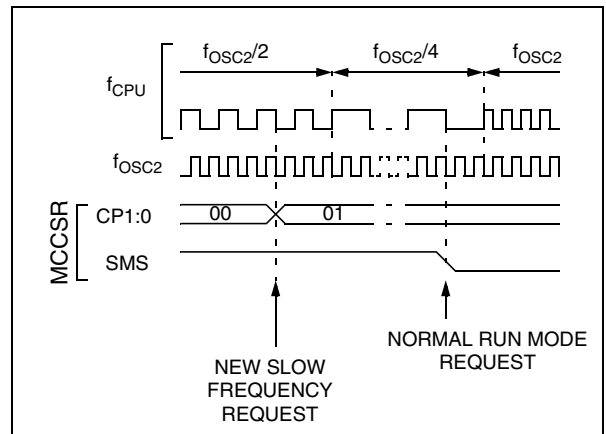 fOSC2/2 fOSC2/4 fOSC2
fCPU
fOSC2
MCCSR
CP1:0 00 01
SMS
NEW SLOW
FREQUENCY
REQUEST
NORMAL RUN MODE
REQUEST